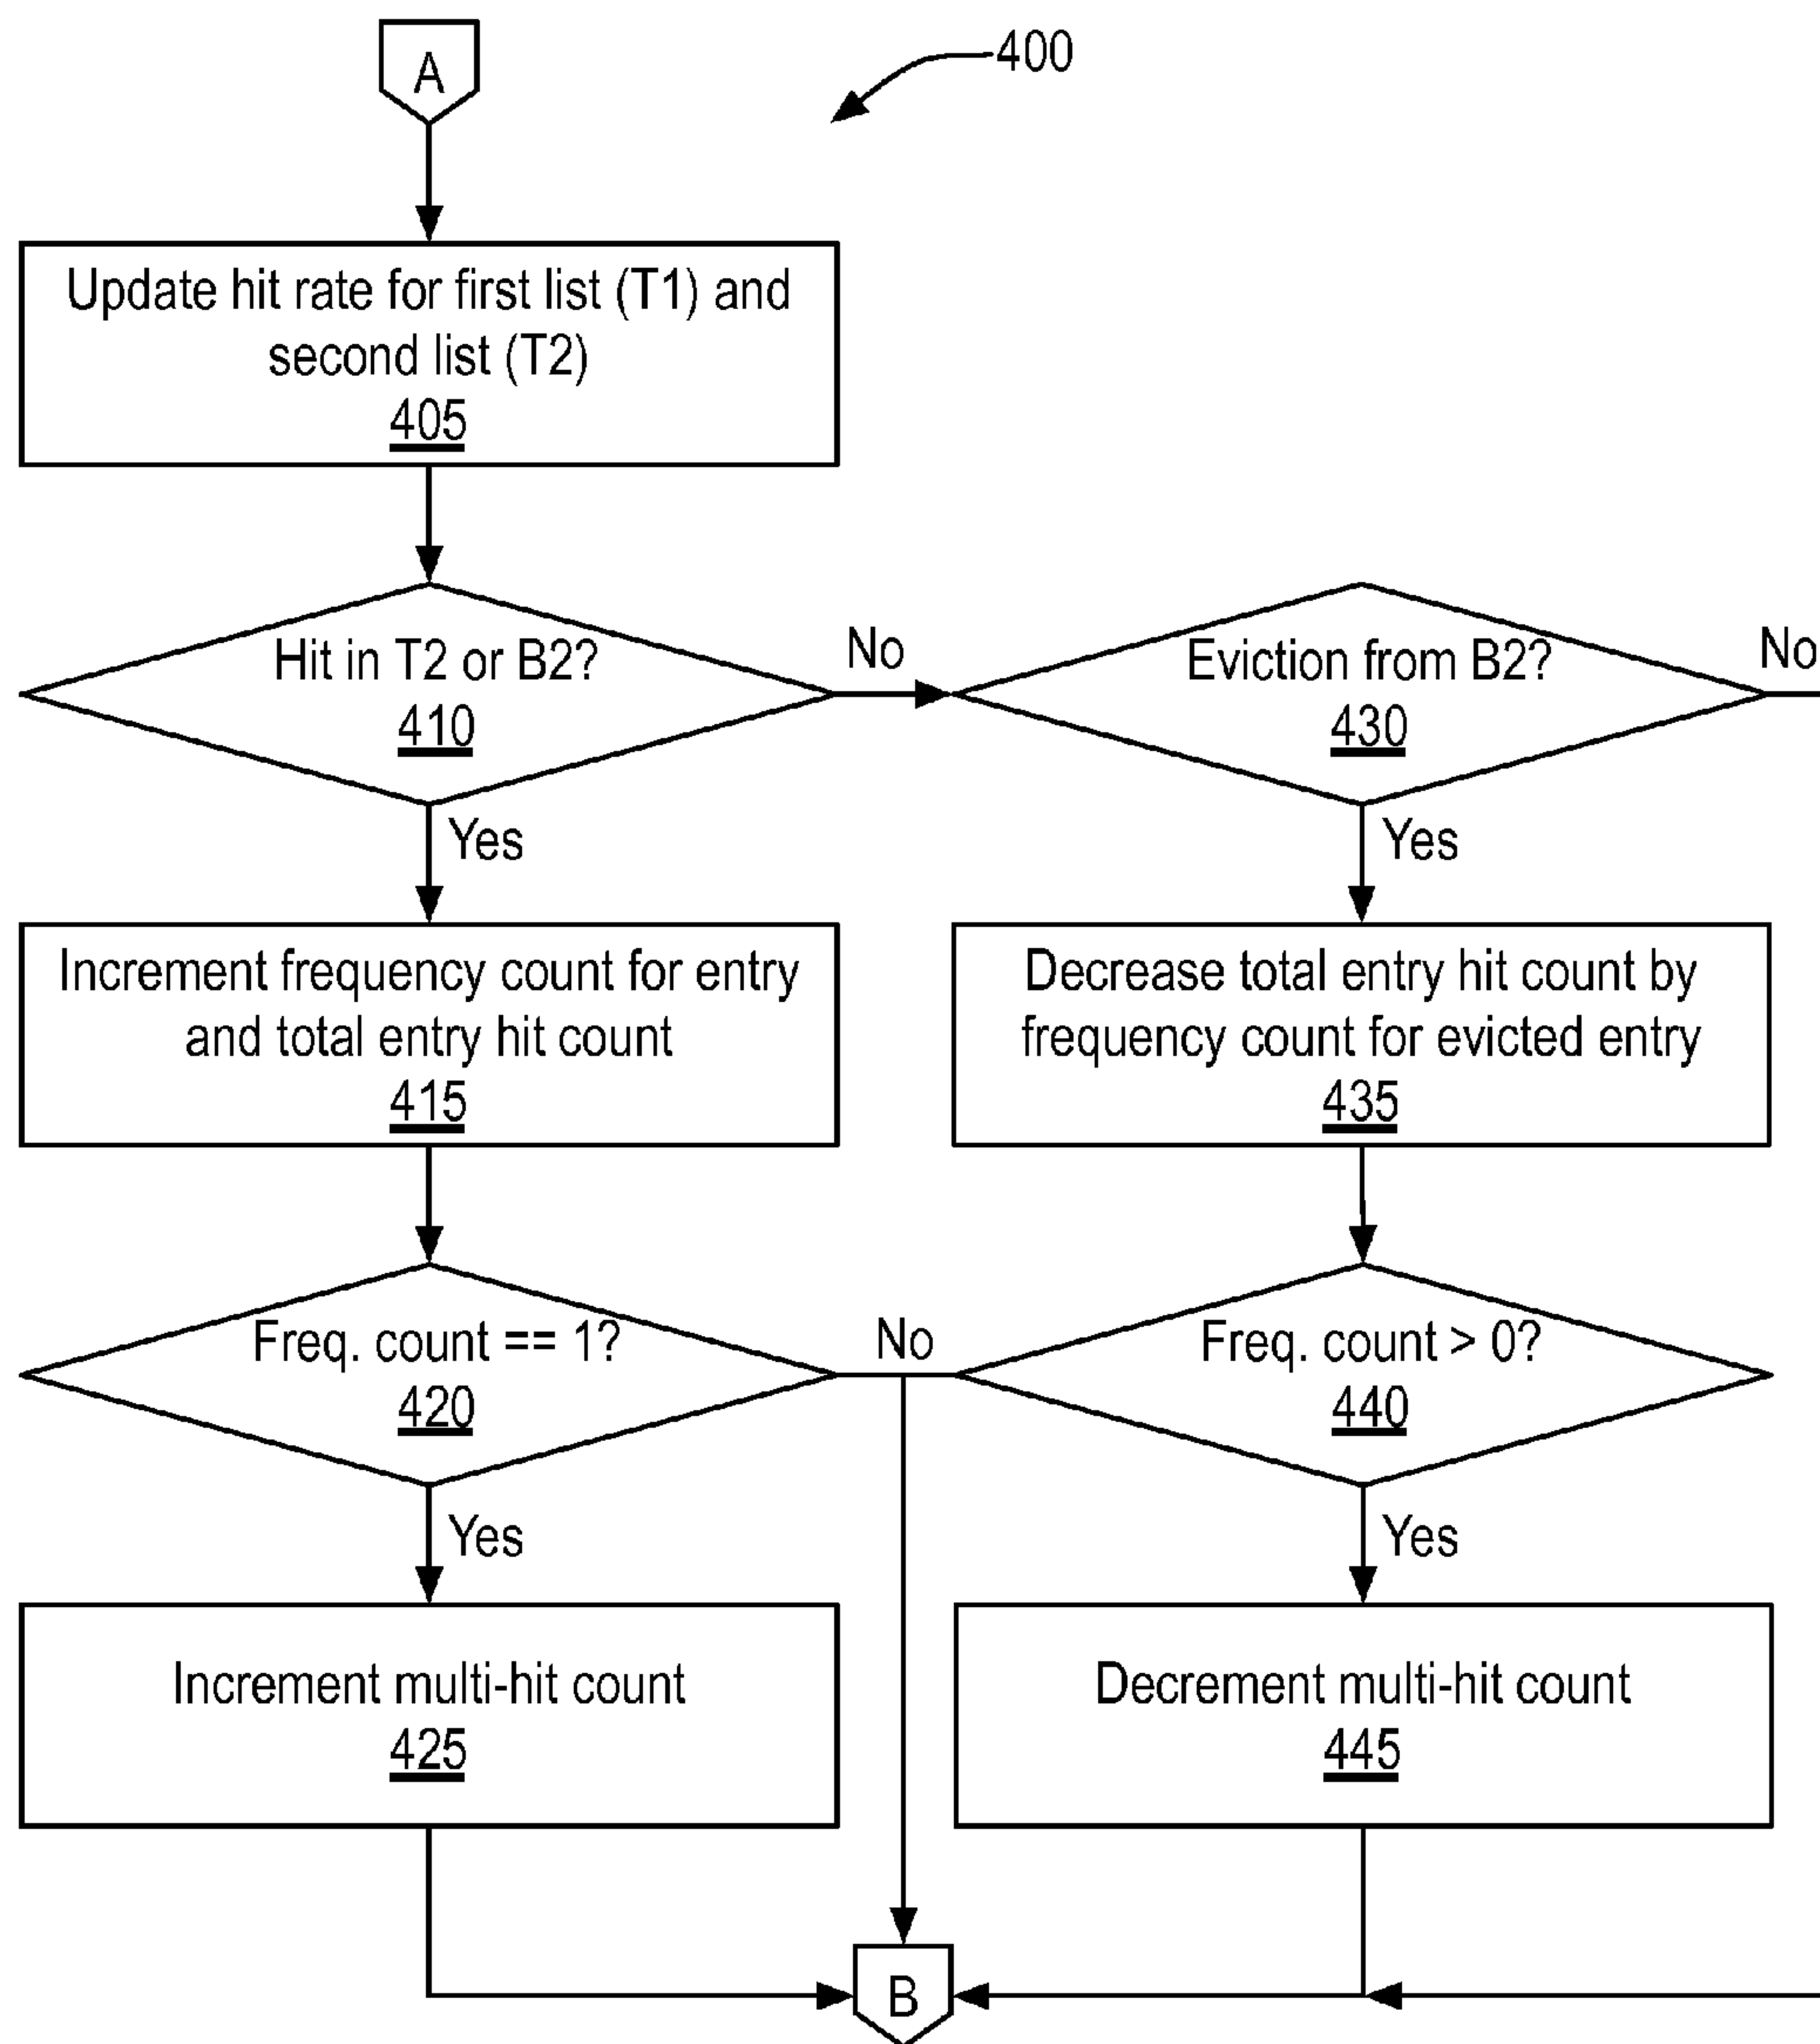 A
400
Update hit rate for first list (T1) and
second list (T2)
405
Hit in T2 or B2?
410
No
Eviction from B2?
430
No
Yes
Yes
Increment frequency count for entry
and total entry hit count
415
Decrease total entry hit count by
frequency count for evicted entry
435
Freq. count == 1?
420
No
Freq. count > 0?
440
Yes
Yes
Increment multi-hit count
425
Decrement multi-hit count
445
B